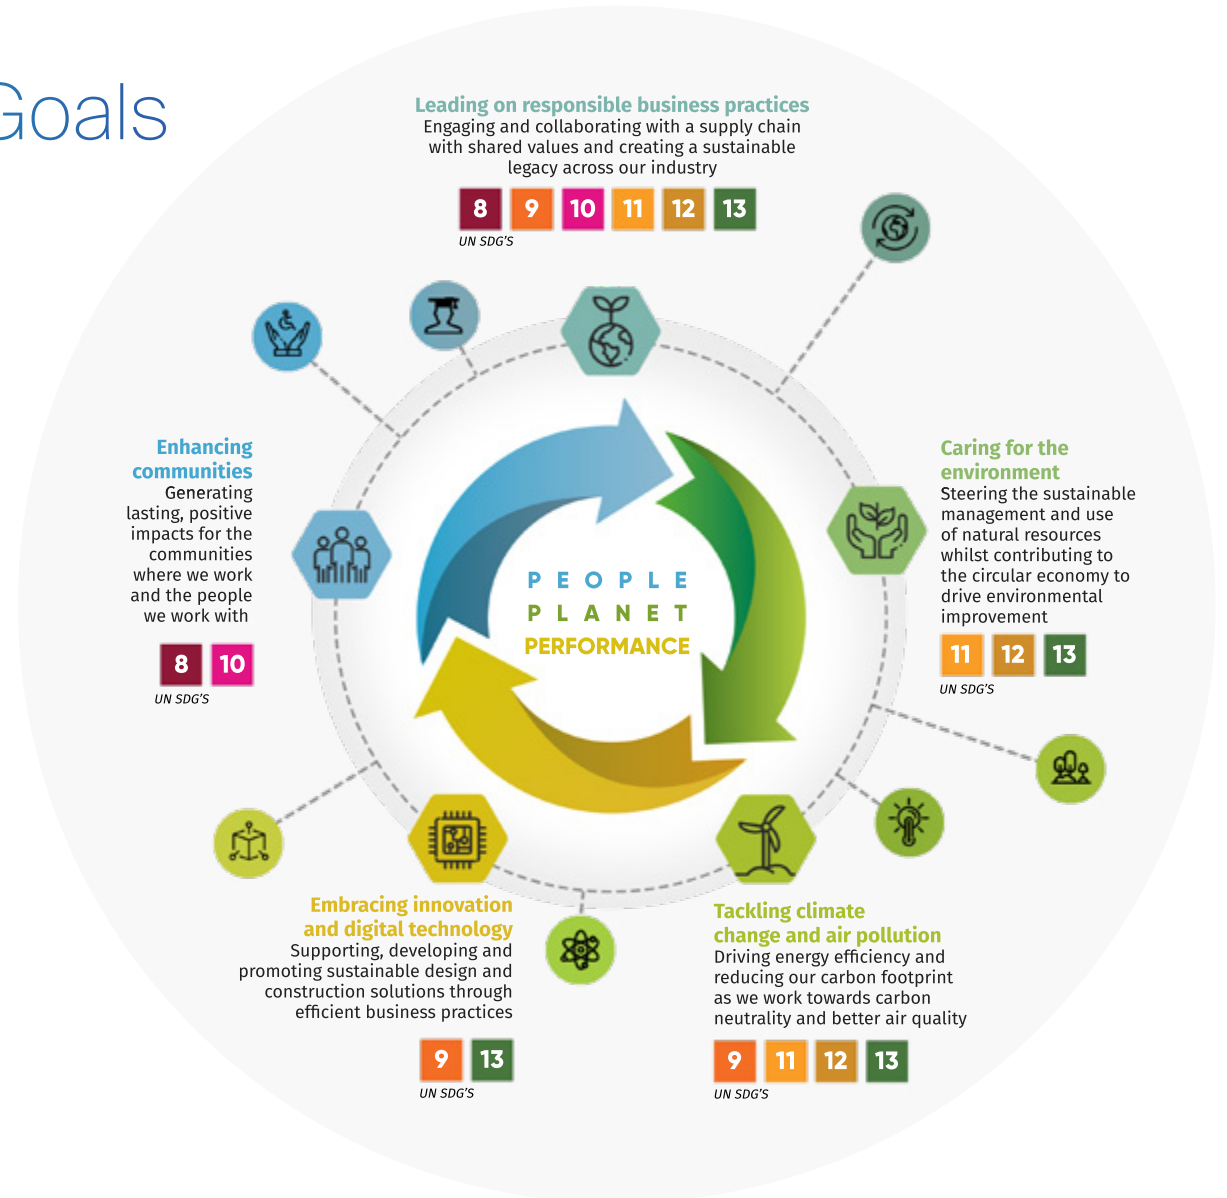 Goals
Leading on responsible business practices
Engaging and collaborating with a supply chain
with shared values and creating a sustainable
legacy across our industry
8 9 10 11 12 13
UN SDG'S
Enhancing
communities
Generating
lasting, positive
impacts for the
communities
where we work
and the people
we work with
8 10
UN SDG'S
PEOPLE
PLANET
PERFORMANCE
Caring for the
environment
Steering the sustainable
management and use
of natural resources
whilst contributing to
the circular economy to
drive environmental
improvement
11 12 13
UN SDG'S
Embracing innovation
and digital technology
Supporting, developing and
promoting sustainable design and
construction solutions through
efficient business practices
9 13
UN SDG'S
Tackling climate
change and air pollution
Driving energy efficiency and
reducing our carbon footprint
as we work towards carbon
neutrality and better air quality
9 11 12 13
UN SDG'S